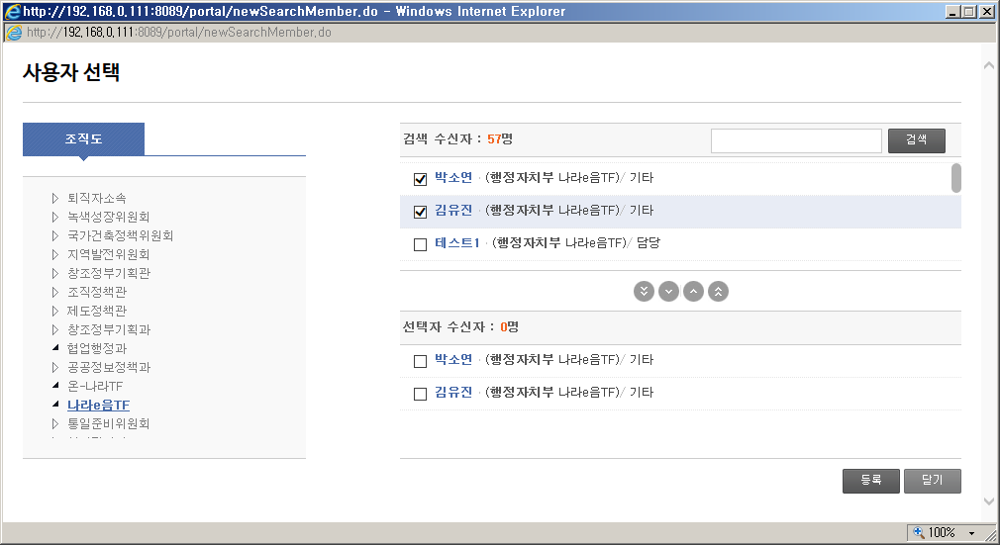 http://192.168.0.111:8089/portal/newSearchMember.do - Windows Internet Explorer
http://192.168.0.111:8089/portal/newSearchMember.do
사용자 선택
조직도
퇴직자소속
녹색성장위원회
국가건축정책위원회
지역발전위원회
창조정부기획관
조직정책관
제도정책관
창조정부기획과
협업행정과
공공정보정책과
온-나라TF
나라e음TF
통일준비위원회
검색 수신자 : 57명
검색
박소연 · (행정자치부 나라e음TF)/ 기타
김유진 · (행정자치부 나라e음TF)/ 기타
테스트1 · (행정자치부 나라e음TF)/ 담당
선택자 수신자 : 0명
박소연 · (행정자치부 나라e음TF)/ 기타
김유진 · (행정자치부 나라e음TF)/ 기타
등록
닫기
100%